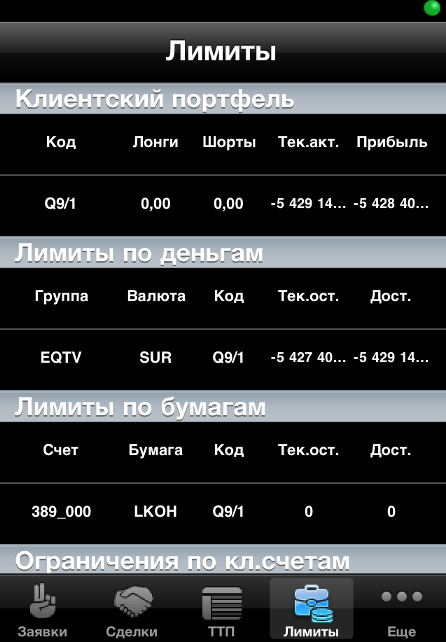 Лимиты
Клиентский портфель
Код Лонги Шорты Тек.акт. Прибыль
Q9/1 0,00 0,00 -5 429 14... -5 428 40...
Лимиты по деньгам
Группа Валюта Код Тек.ост. Дост.
EQTV SUR Q9/1 -5 427 40... -5 429 14...
Лимиты по бумагам
Счет Бумага Код Тек.ост. Дост.
389_000 LKOH Q9/1 0 0
Ограничения по кл.счетам
Заявки Сделки ТТП Лимиты Еще